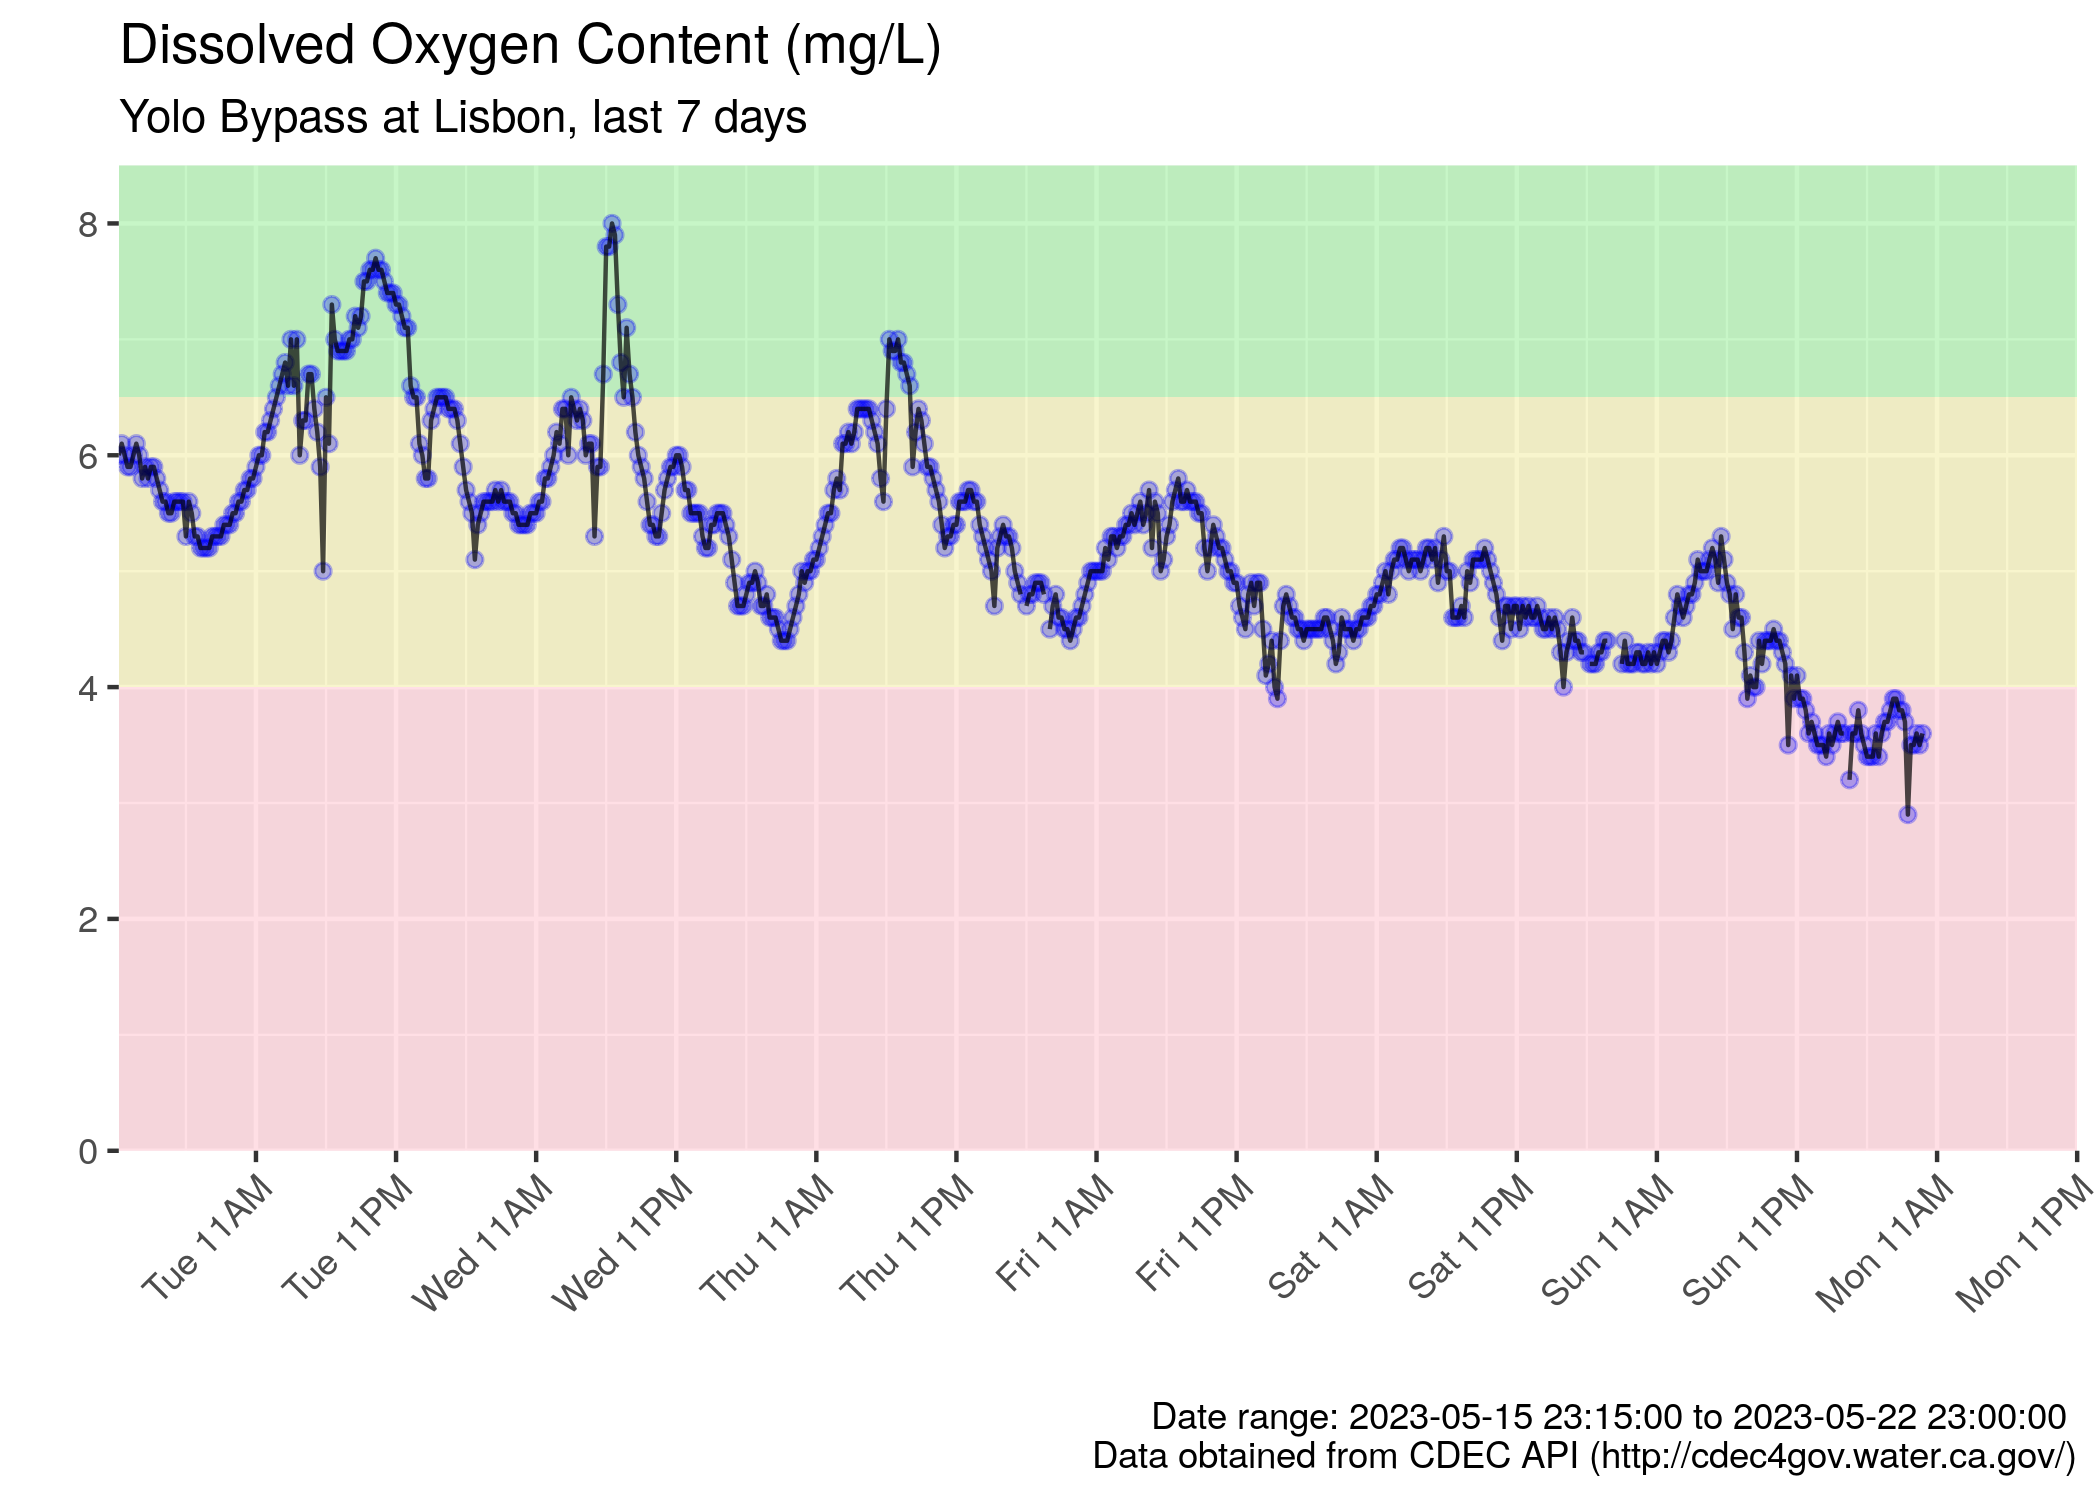 Dissolved Oxygen Content (mg/L)
Yolo Bypass at Lisbon, last 7 days
8
6
4
2
0
Tue 11AM
Tue 11PM
Wed 11AM
Wed 11PM
Thu 11AM
Thu 11PM
Fri 11AM
Fri 11PM
Sat 11AM
Sat 11PM
Sun 11AM
Sun 11PM
Mon 11AM
Mon 11PM
Date range: 2023-05-15 23:15:00 to 2023-05-22 23:00:00
Data obtained from CDEC API (http://cdec4gov.water.ca.gov/)